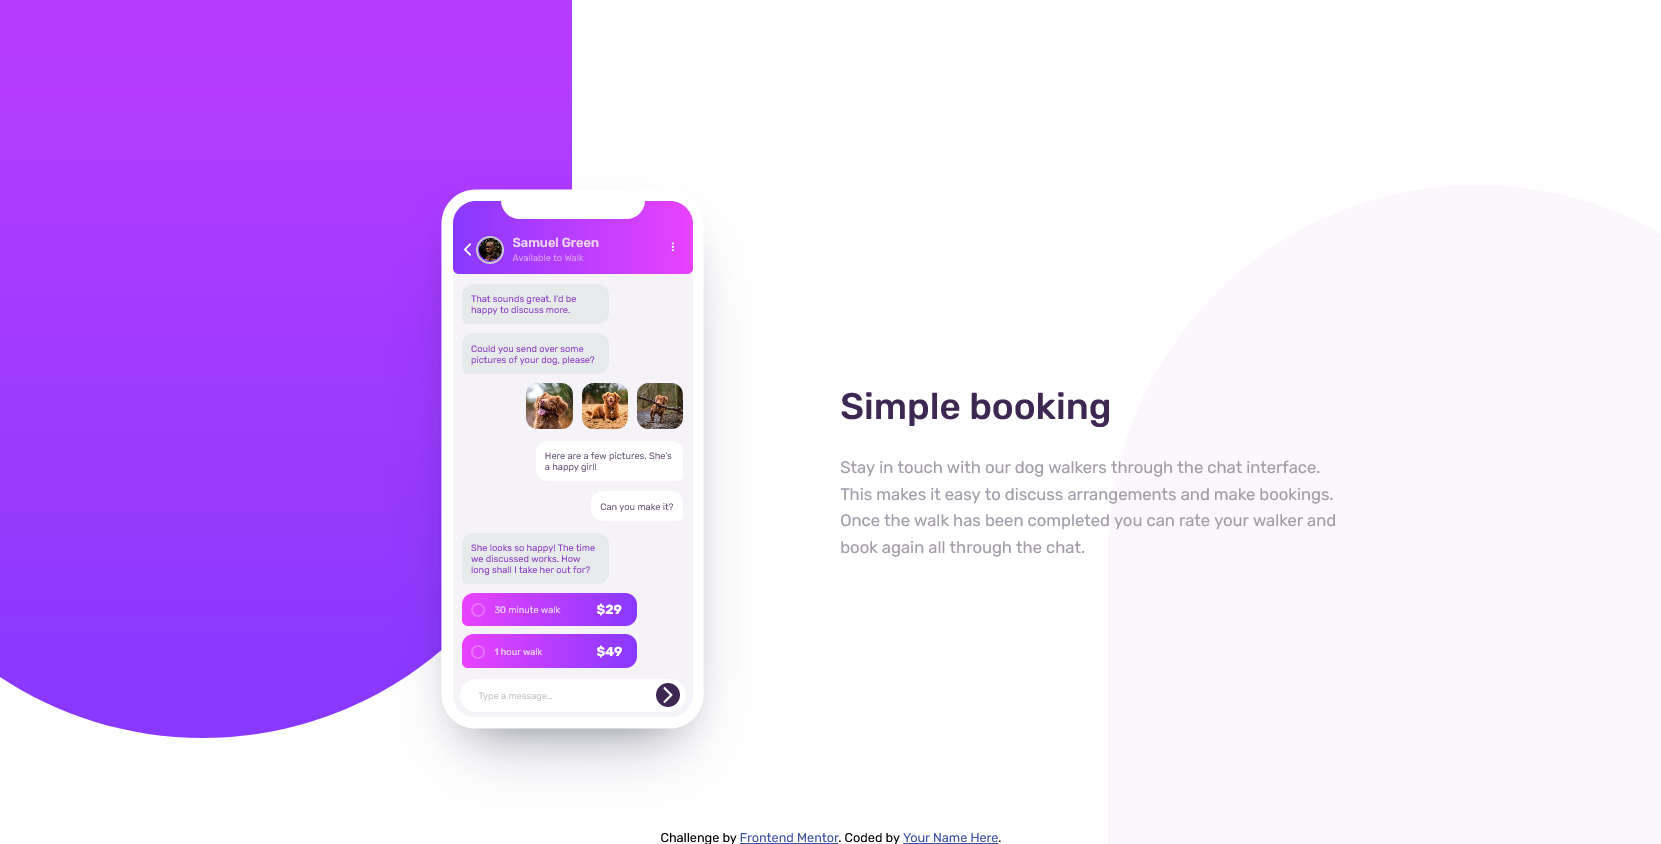 Samuel Green
Available to Walk
That sounds great. I'd be
happy to discuss more.
Could you send over some
pictures of your dog, please?
Here are a few pictures. She's
a happy girl!
Can you make it?
She looks so happy! The time
we discussed works. How
long shall I take her out for?
30 minute walk $29
1 hour walk $49
Type a message...
Simple booking
Stay in touch with our dog walkers through the chat interface.
This makes it easy to discuss arrangements and make bookings.
Once the walk has been completed you can rate your walker and
book again all through the chat.
Challenge by Frontend Mentor. Coded by Your Name Here.